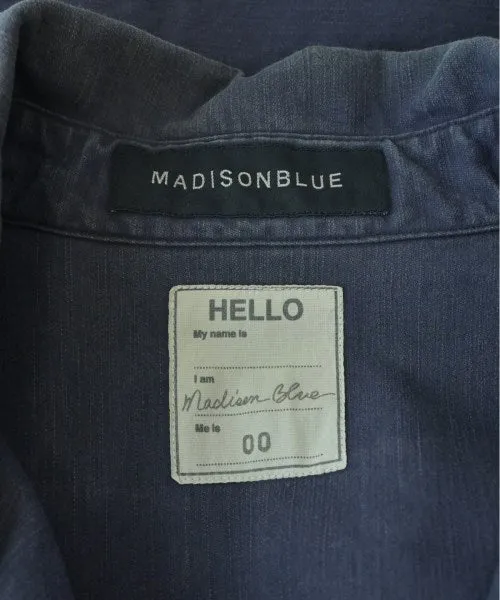 MADISONBLUE
HELLO
My name is
I am
Madison Blue
Me is
00